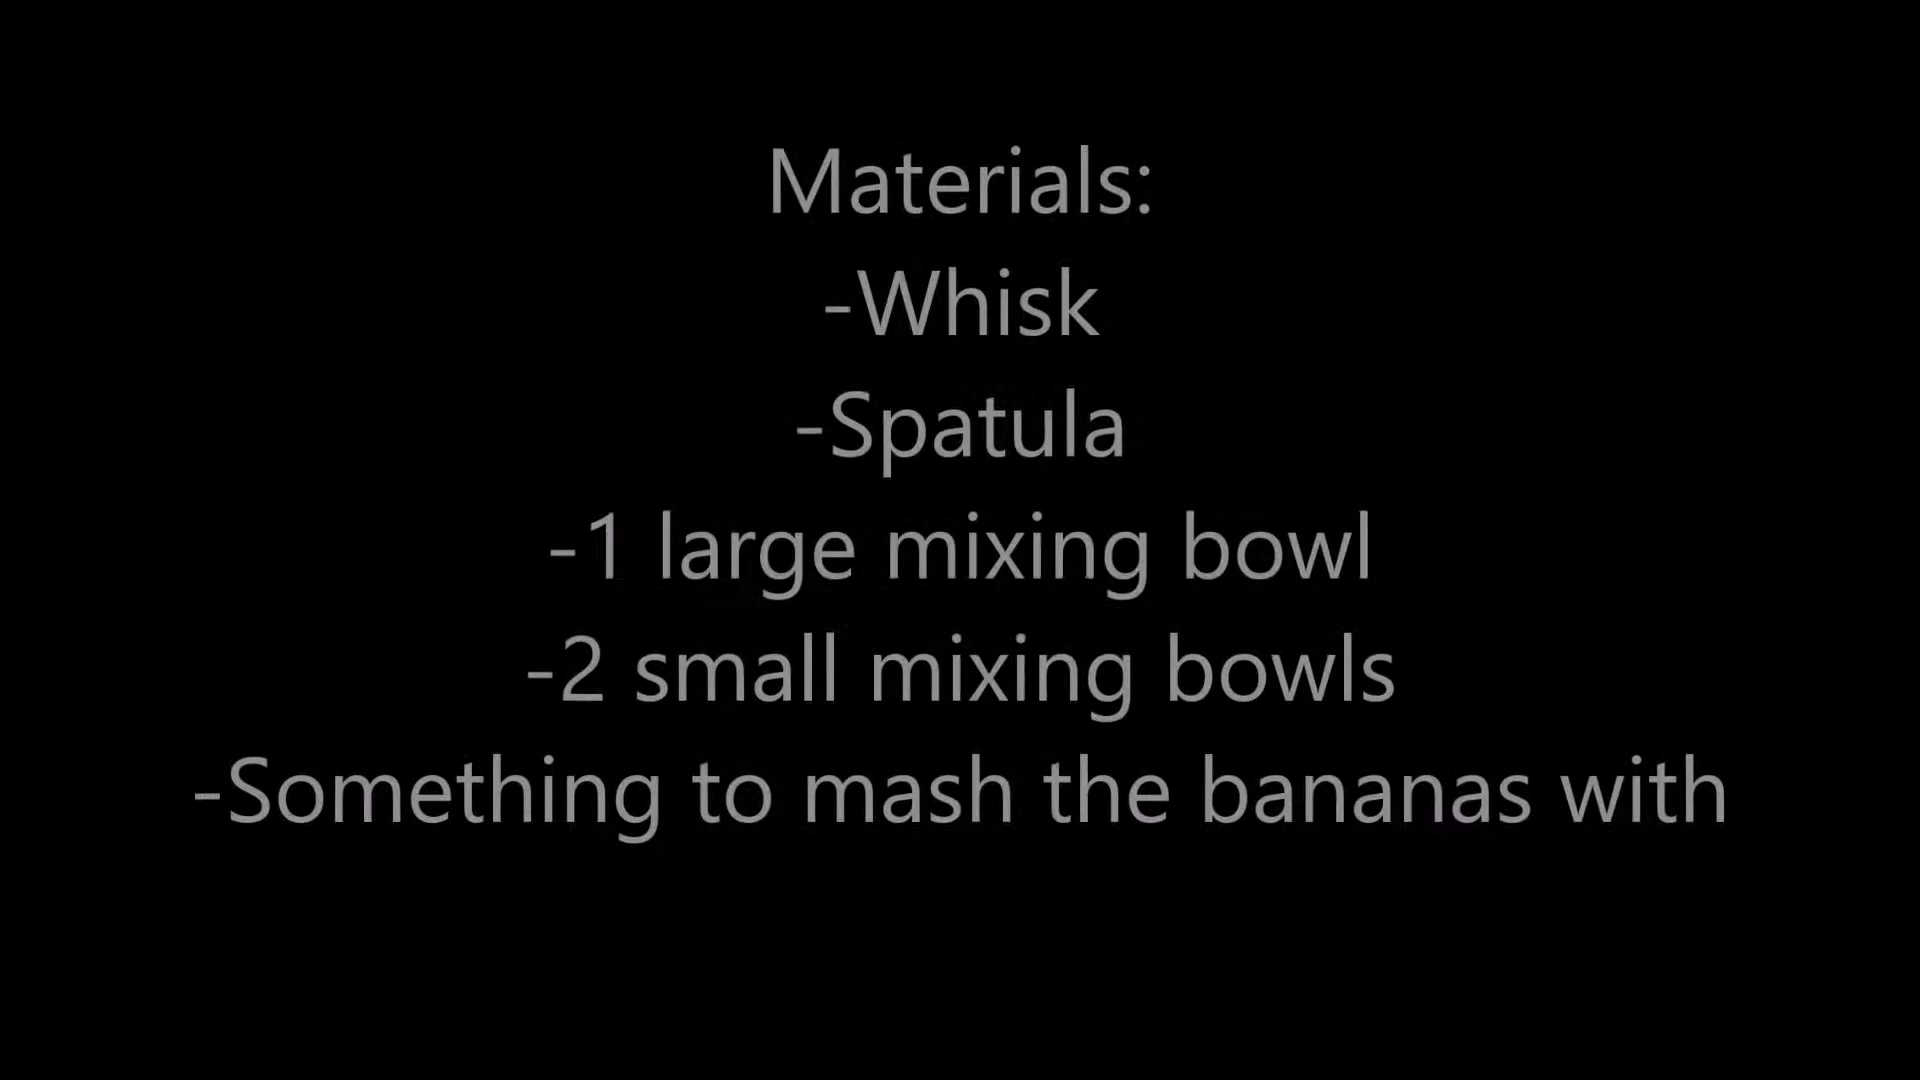 Materials:
-Whisk
-Spatula
-1 large mixing bowl
-2 small mixing bowls
-Something to mash the bananas with